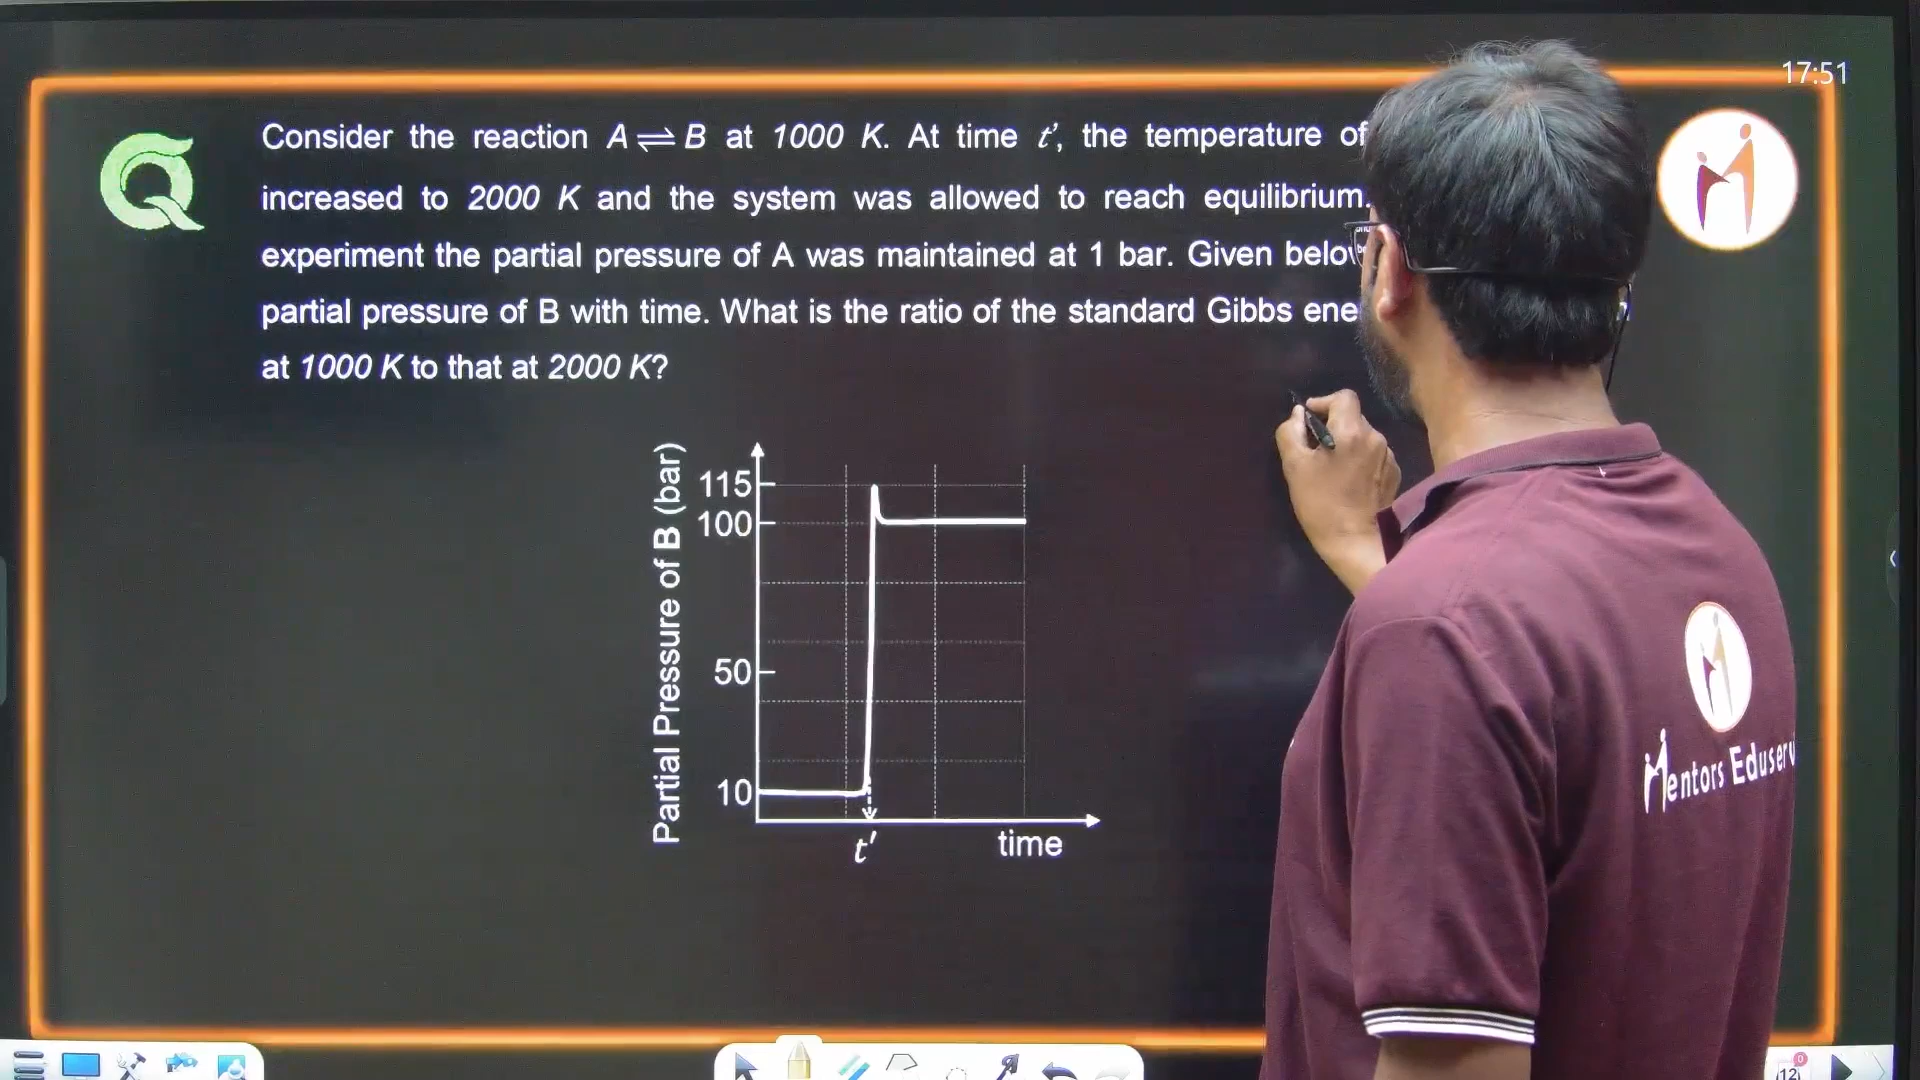 17:51
Consider the reaction A ⇌ B at 1000 K. At time t', the temperature of
increased to 2000 K and the system was allowed to reach equilibrium.
experiment the partial pressure of A was maintained at 1 bar. Given
partial pressure of B with time. What is the ratio of the standard Gibbs
at 1000 K to that at 2000 K?
Partial Pressure of B (bar)
115
100
50
10
t'
time
Mentors Eduserv
12
0